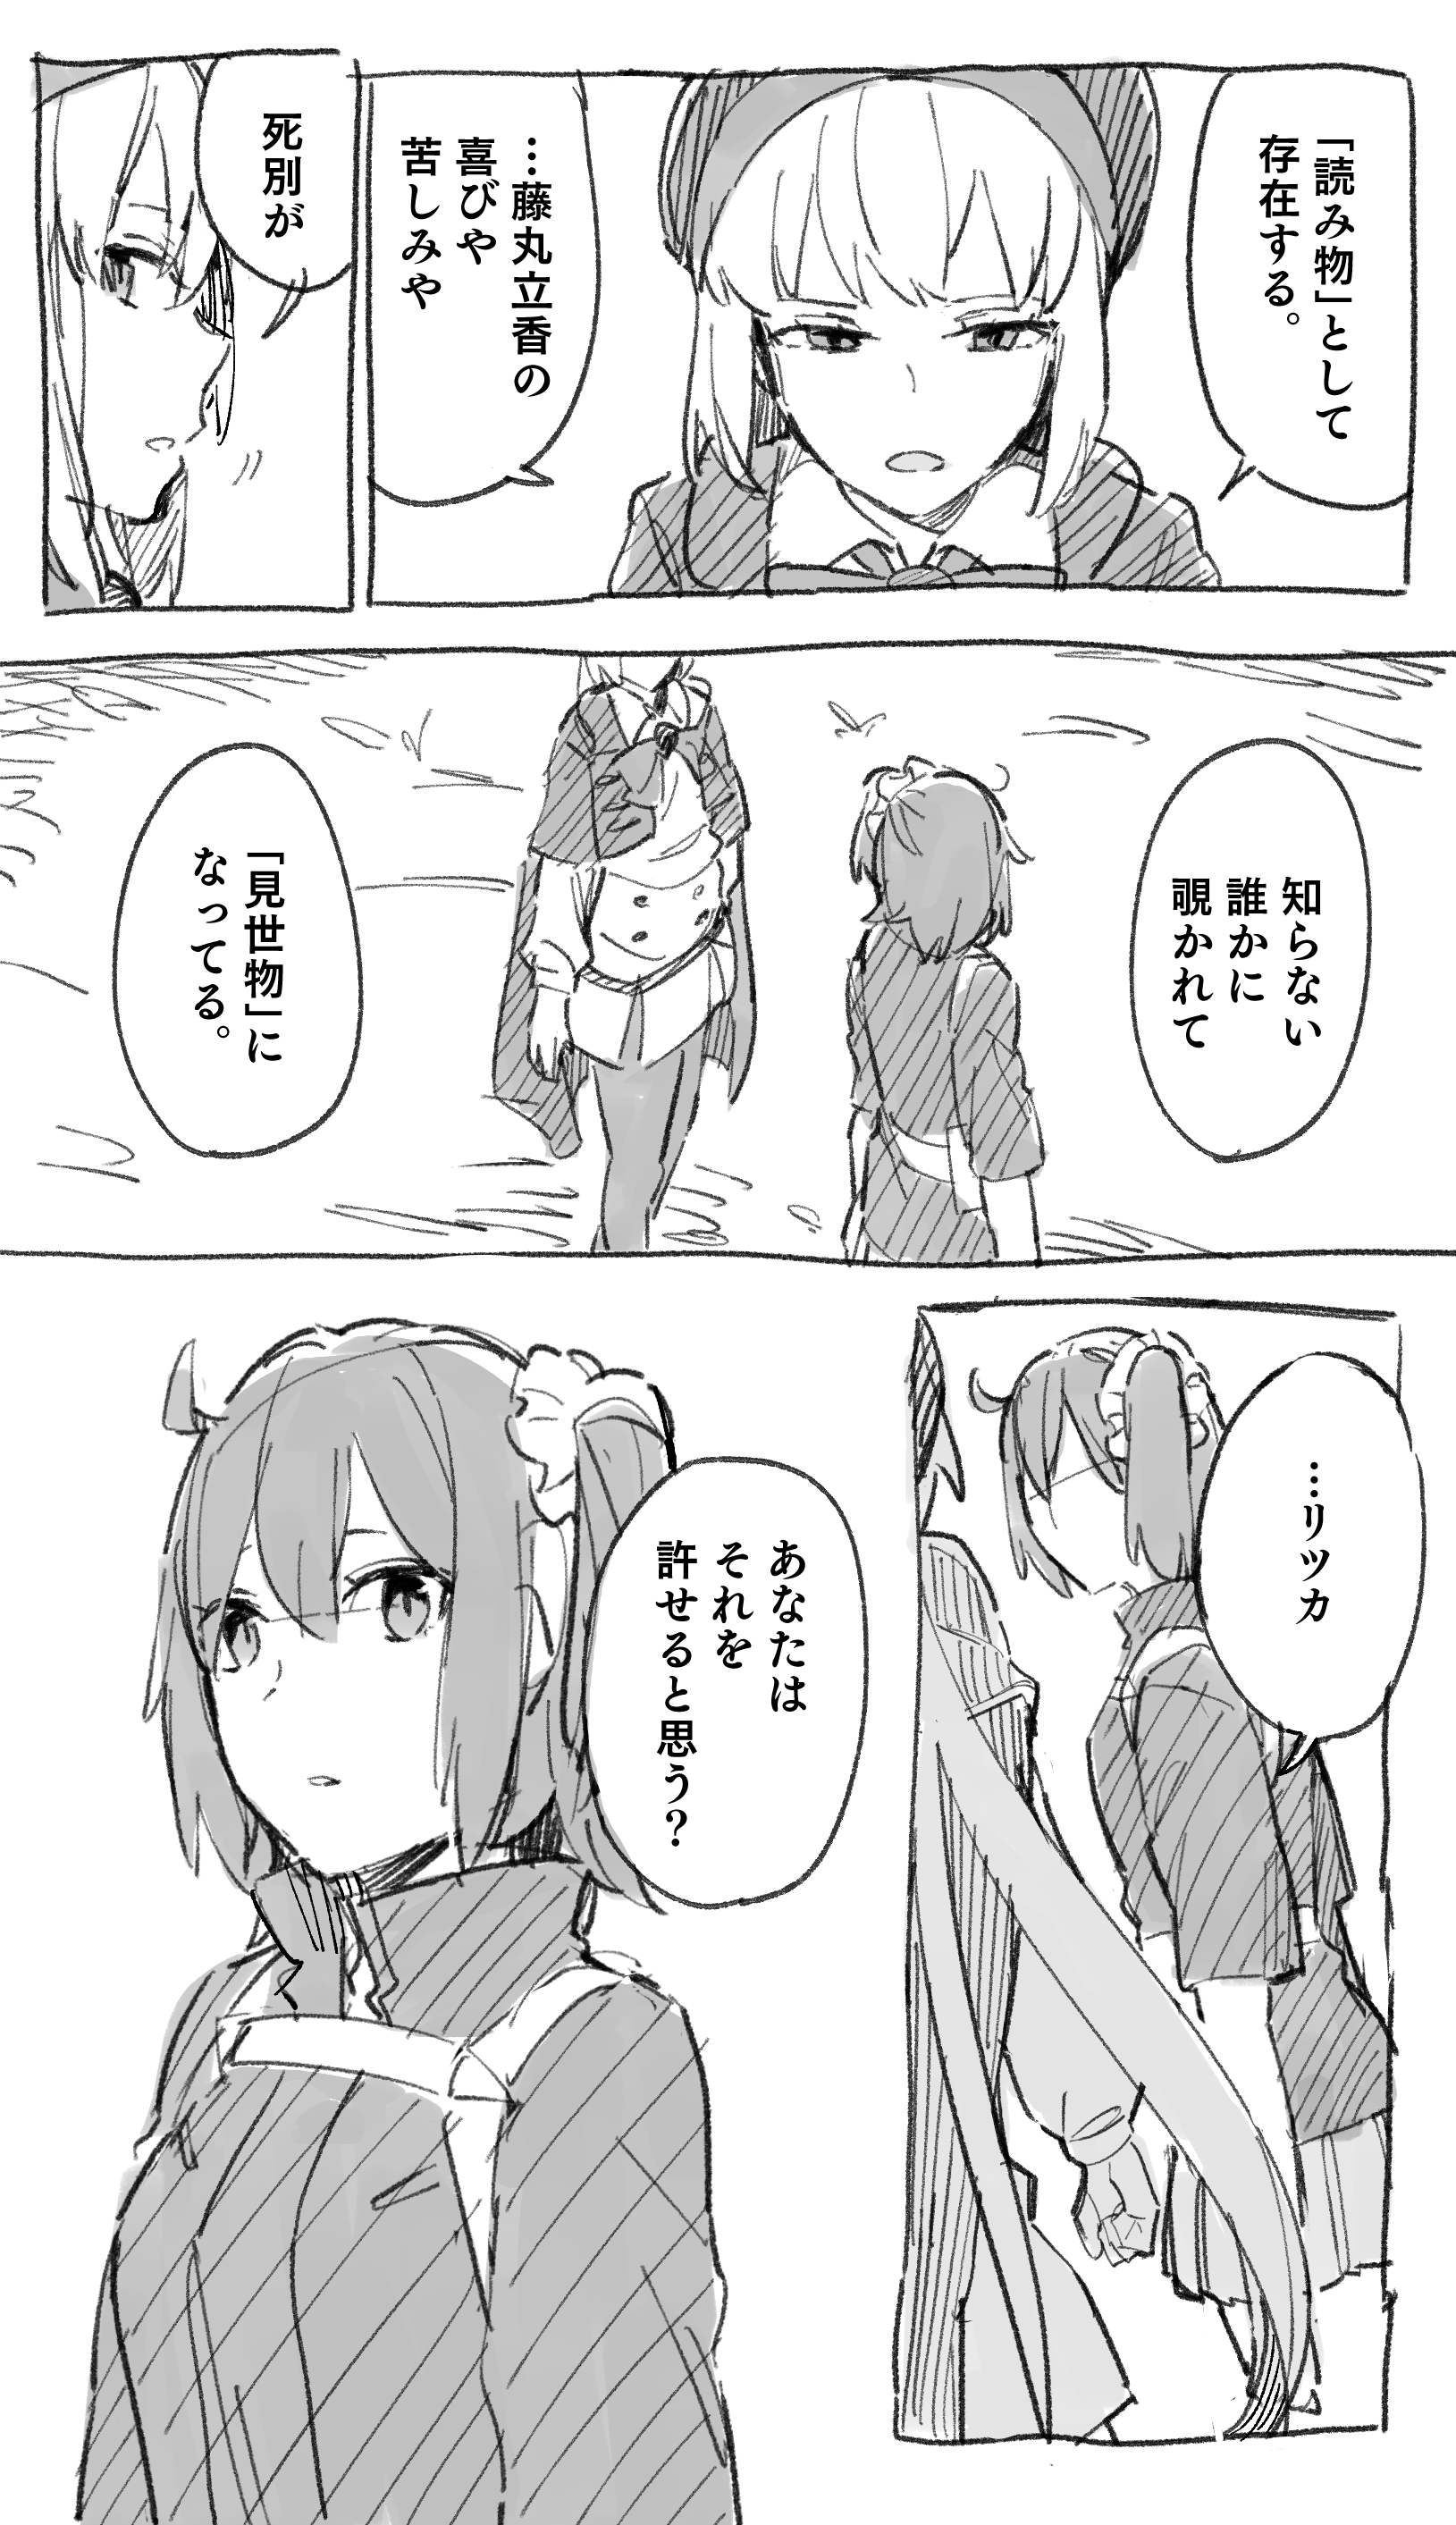 「読み物」として
存在する。
…藤丸立香の
喜びや
苦しみや
死別が
知らない
誰かに
覗かれて
「見世物」に
なってる。
…リツカ
あなたは
それを
許せると思う?